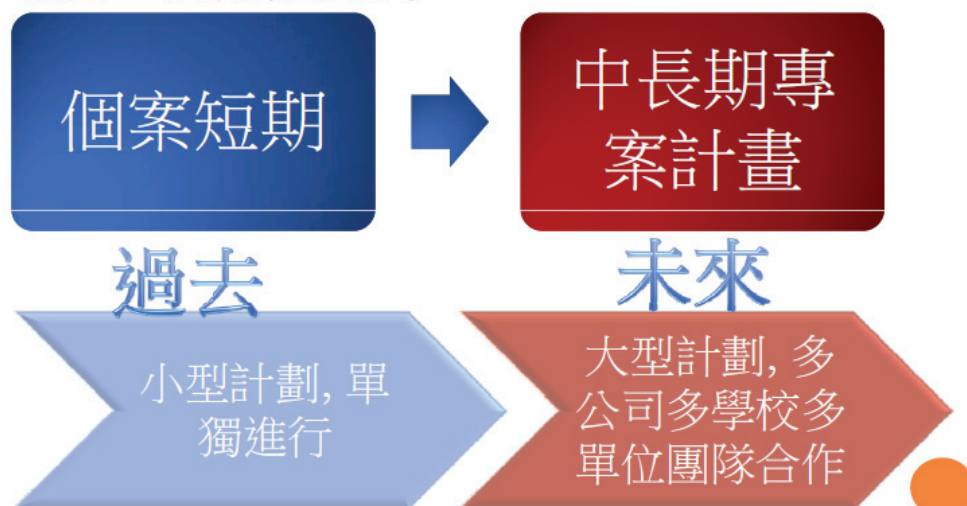 個案短期
中長期專
案計畫
過去
未來
小型計劃, 單
獨進行
大型計劃, 多
公司多學校多
單位團隊合作